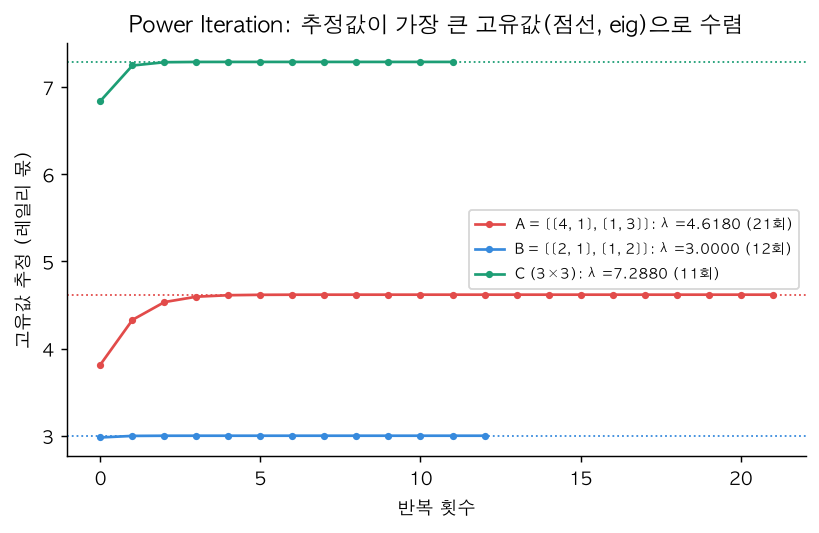 Power Iteration: 추정값이 가장 큰 고유값(점선, eig)으로 수렴
고유값 추정 (레일리 몫)
7
6
5
4
3
A = [[4, 1], [1, 3]]: λ =4.6180 (21회)
B = [[2, 1], [1, 2]]: λ =3.0000 (12회)
C (3×3): λ =7.2880 (11회)
0 5 10 15 20
반복 횟수